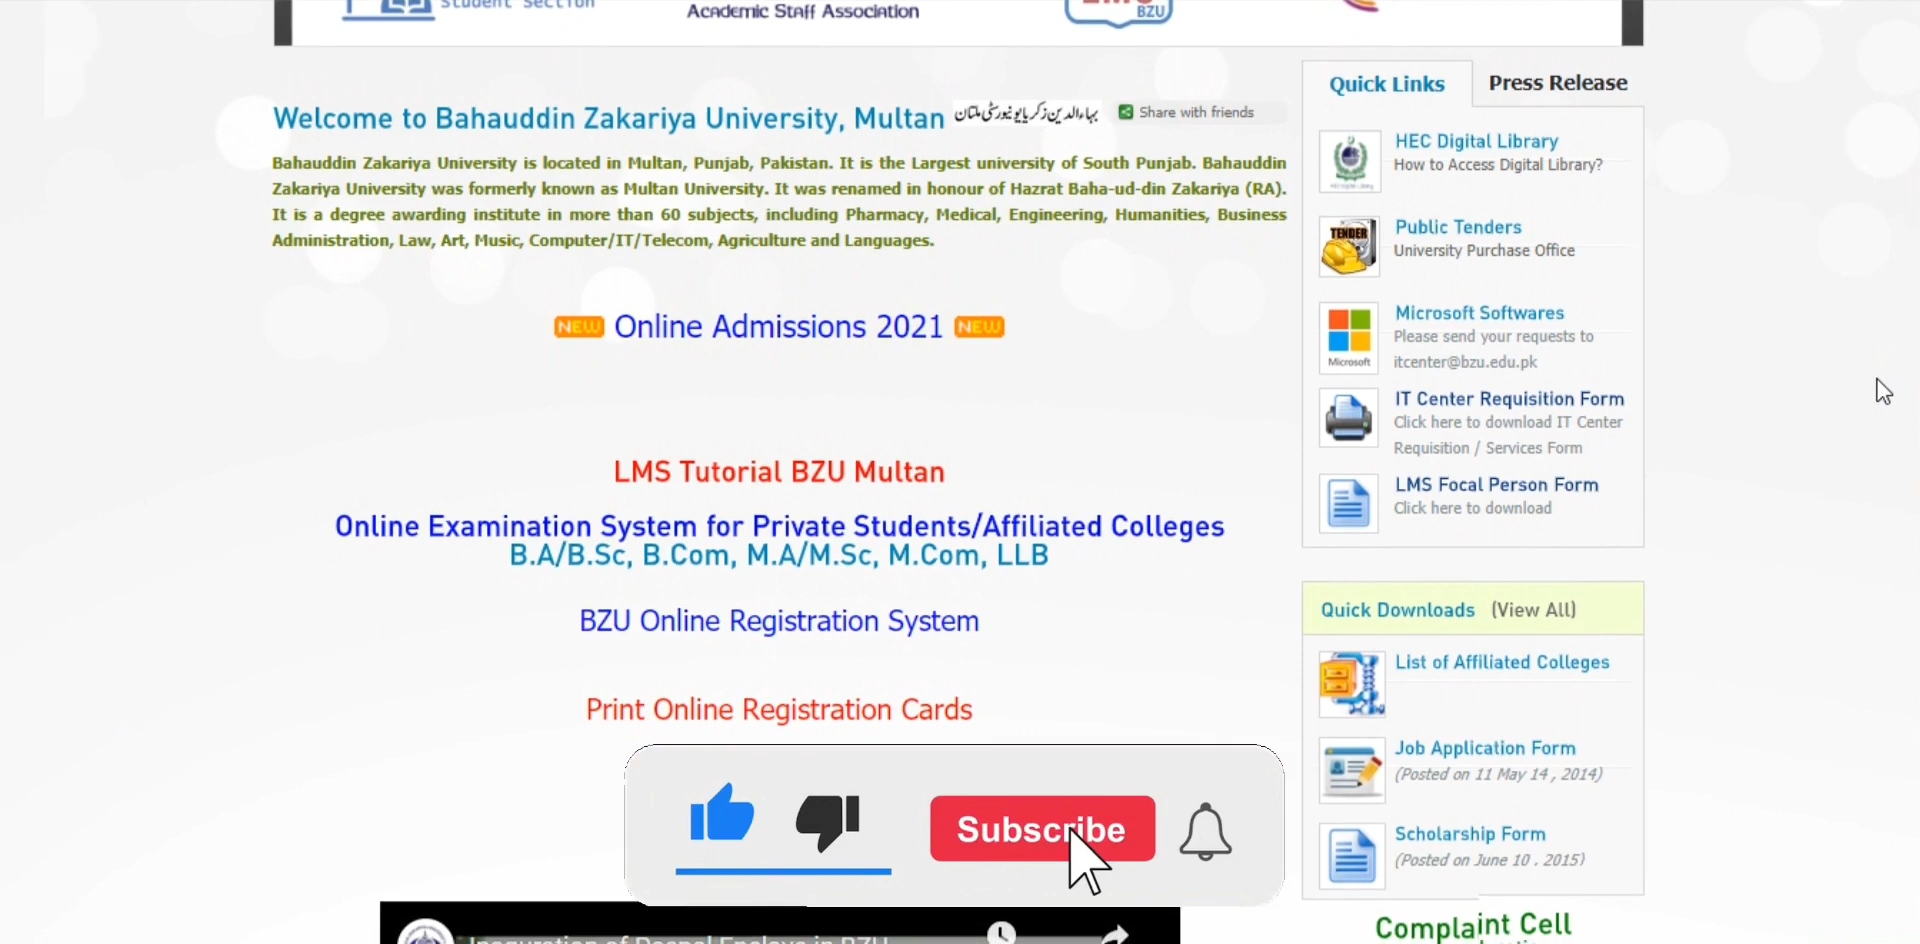 Student Section
Academic Staff Association
LMS
BZU
Welcome to Bahauddin Zakariya University, Multan بہاءالدین زکریا یونیورسٹی ملتان Share with friends
Bahauddin Zakariya University is located in Multan, Punjab, Pakistan. It is the Largest university of South Punjab. Bahauddin
Zakariya University was formerly known as Multan University. It was renamed in honour of Hazrat Baha-ud-din Zakariya (RA).
It is a degree awarding institute in more than 60 subjects, including Pharmacy, Medical, Engineering, Humanities, Business
Administration, Law, Art, Music, Computer/IT/Telecom, Agriculture and Languages.
NEW Online Admissions 2021 NEW
LMS Tutorial BZU Multan
Online Examination System for Private Students/Affiliated Colleges
B.A/B.Sc, B.Com, M.A/M.Sc, M.Com, LLB
BZU Online Registration System
Print Online Registration Cards
Subscribe
Inauguration of Deepal Enclave in BZU
Quick Links Press Release
HEC Digital Library
How to Access Digital Library?
TENDER
Public Tenders
University Purchase Office
Microsoft
Microsoft Softwares
Please send your requests to
itcenter@bzu.edu.pk
IT Center Requisition Form
Click here to download IT Center
Requisition / Services Form
LMS Focal Person Form
Click here to download
Quick Downloads (View All)
List of Affiliated Colleges
Job Application Form
(Posted on 11 May 14 , 2014)
Scholarship Form
(Posted on June 10 , 2015)
Complaint Cell